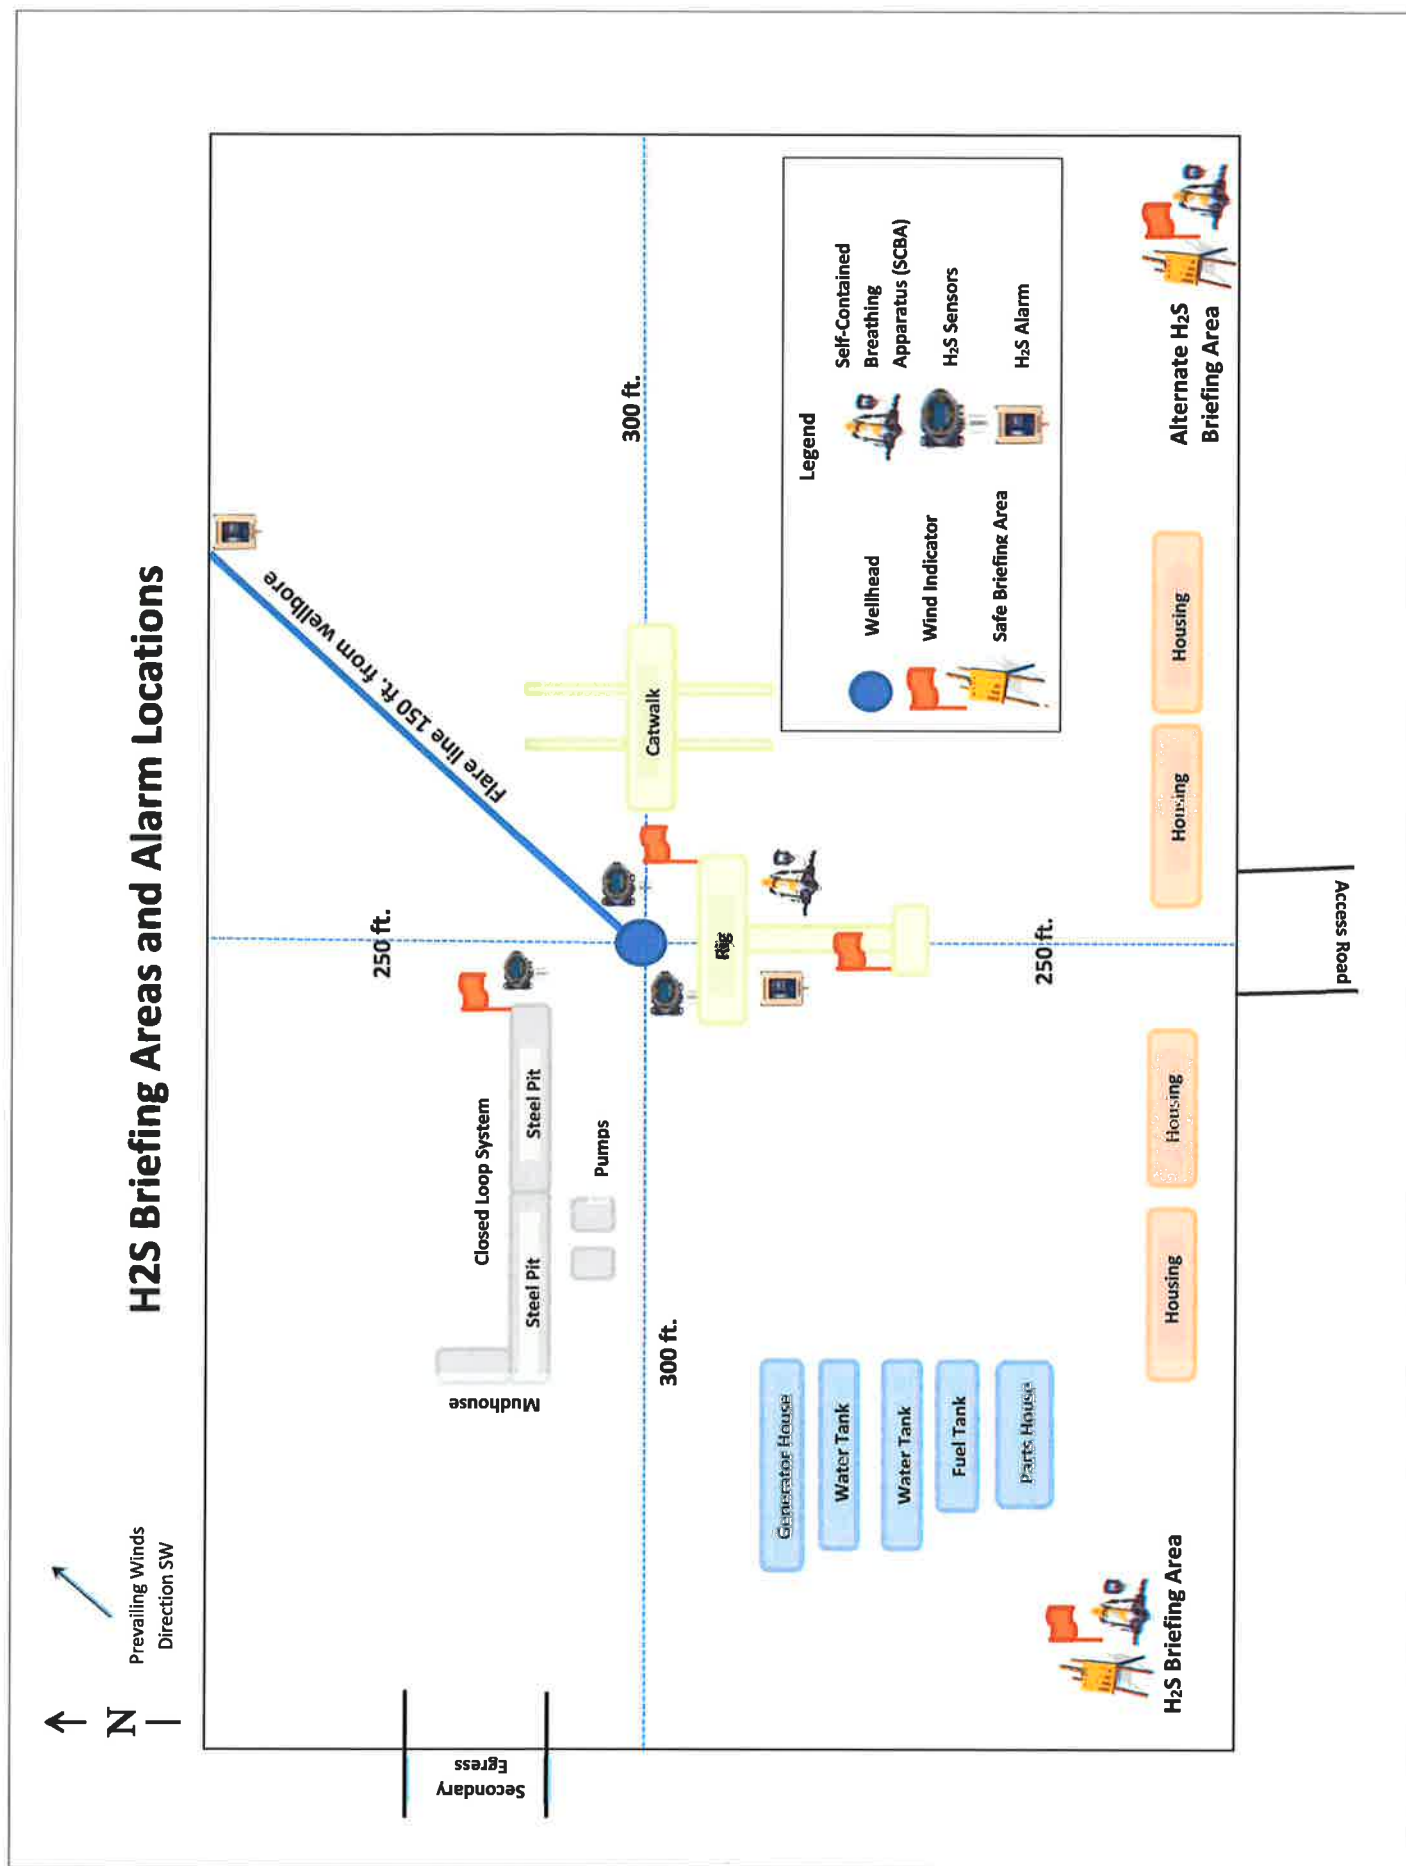 H2S Briefing Areas and Alarm Locations
N
Prevailing Winds
Direction SW
Secondary
Egress
250 ft.
Flare line 150 ft. from wellbore
Closed Loop System
Mudhouse
Steel Pit
Steel Pit
Pumps
300 ft.
300 ft.
Catwalk
Rig
Generator House
Water Tank
Water Tank
Fuel Tank
Parts House
250 ft.
Legend
Wellhead
Wind Indicator
Safe Briefing Area
Self-Contained
Breathing
Apparatus (SCBA)
H₂S Sensors
H₂S Alarm
H₂S Briefing Area
Housing
Housing
Housing
Housing
Alternate H₂S
Briefing Area
Access Road